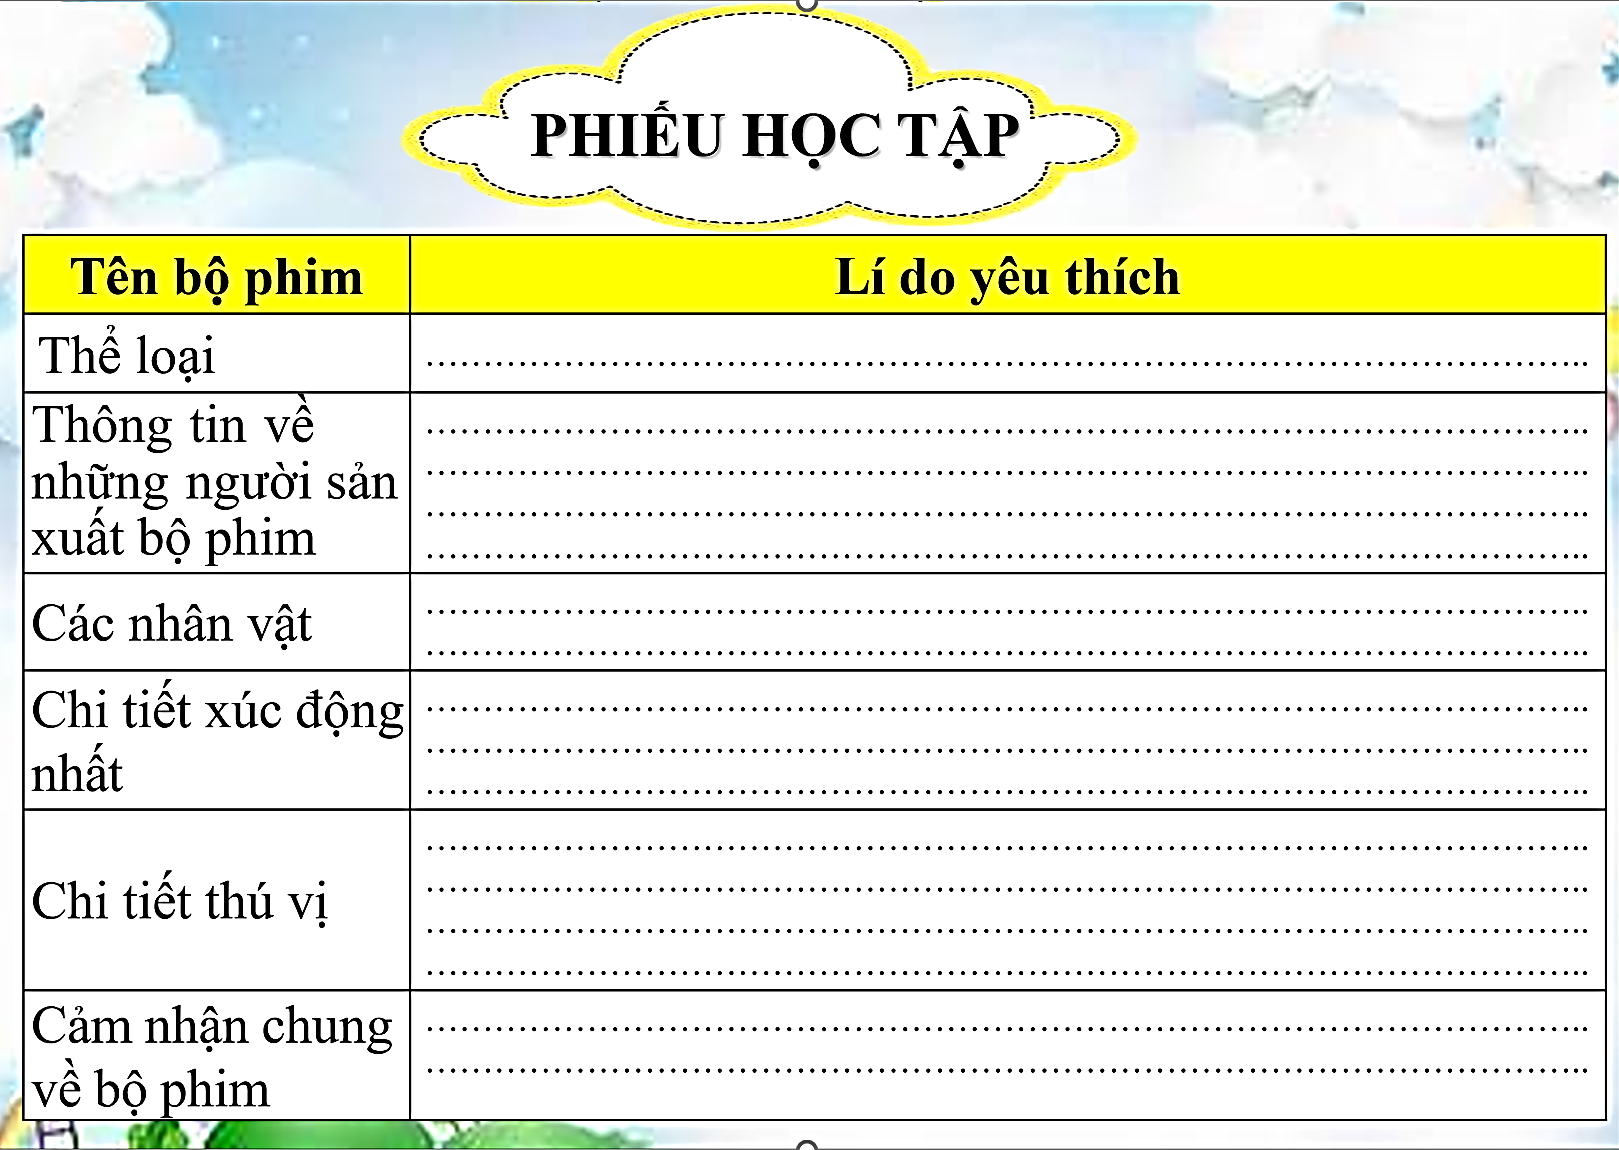 PHIẾU HỌC TẬP
Tên bộ phim
Lí do yêu thích
Thể loại
Thông tin về
những người sản
xuất bộ phim
Các nhân vật
Chi tiết xúc động
nhất
Chi tiết thú vị
Cảm nhận chung
về bộ phim